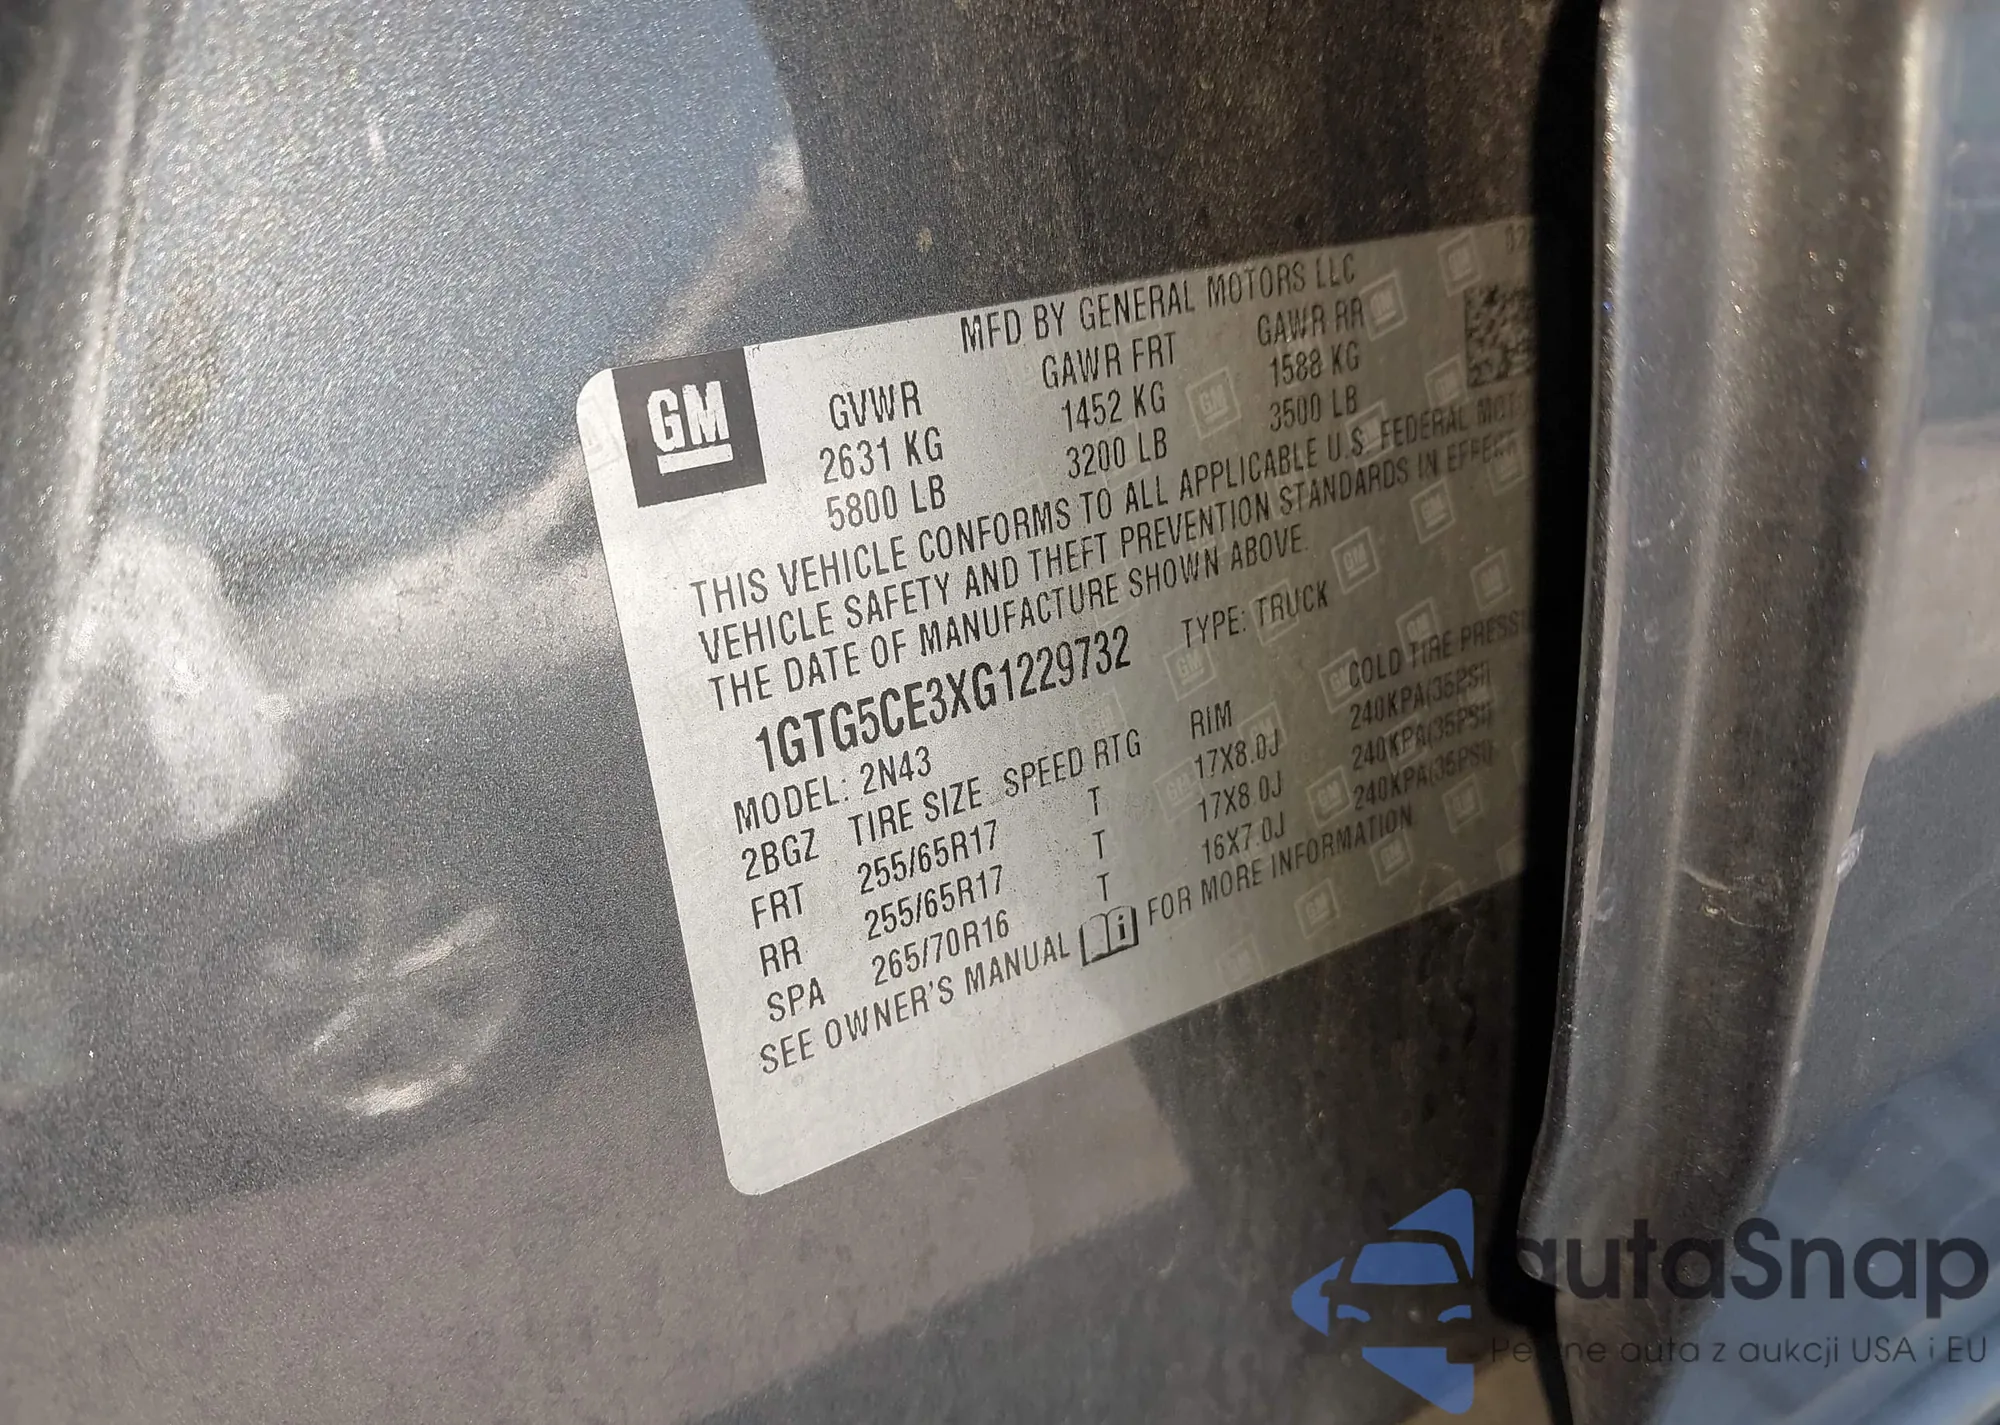 MFD BY GENERAL MOTORS LLC
GM
GVWR GAWR FRT GAWR RR
2631 KG 1452 KG 1588 KG
5800 LB 3200 LB 3500 LB
THIS VEHICLE CONFORMS TO ALL APPLICABLE U.S. FEDERAL
VEHICLE SAFETY AND THEFT PREVENTION STANDARDS IN EFFECT
THE DATE OF MANUFACTURE SHOWN ABOVE.
1GTG5CE3XG1229732 TYPE: TRUCK
MODEL: 2N43
2BGZ TIRE SIZE SPEED RTG RIM COLD TIRE
FRT 255/65R17 T 17X8.0J 240KPA(35PSI)
RR 255/65R17 T 17X8.0J 240KPA(35PSI)
SPA 265/70R16 T 16X7.0J 240KPA(35PSI)
SEE OWNER'S MANUAL FOR MORE INFORMATION
autaSnap
Pewne auta z aukcji USA i EU